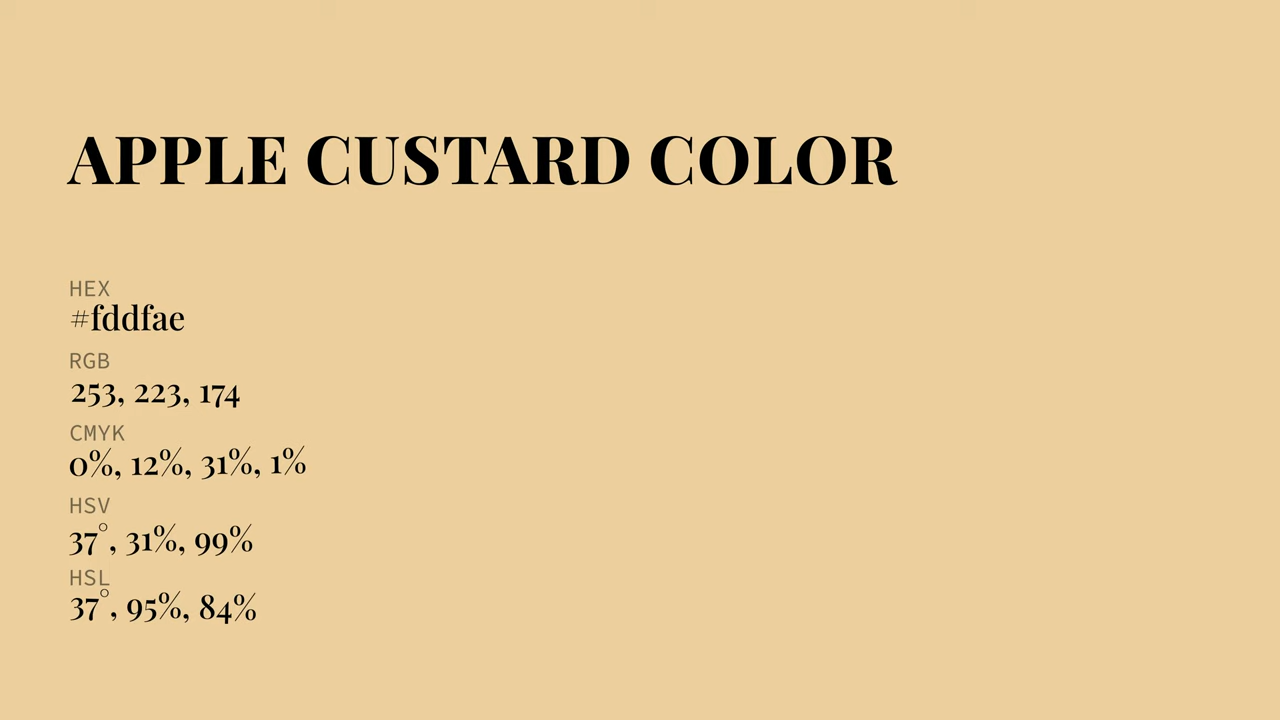 APPLE CUSTARD COLOR
HEX
#fddfae
RGB
253, 223, 174
CMYK
0%, 12%, 31%, 1%
HSV
37°, 31%, 99%
HSL
37°, 95%, 84%